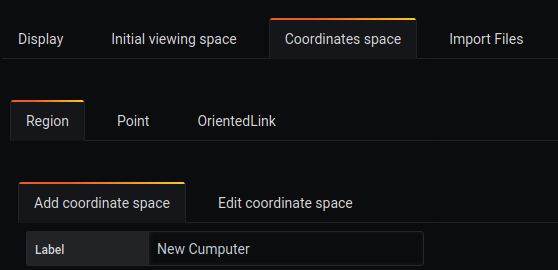 Display Initial viewing space Coordinates space Import Files
Region Point OrientedLink
Add coordinate space Edit coordinate space
Label New Cumputer